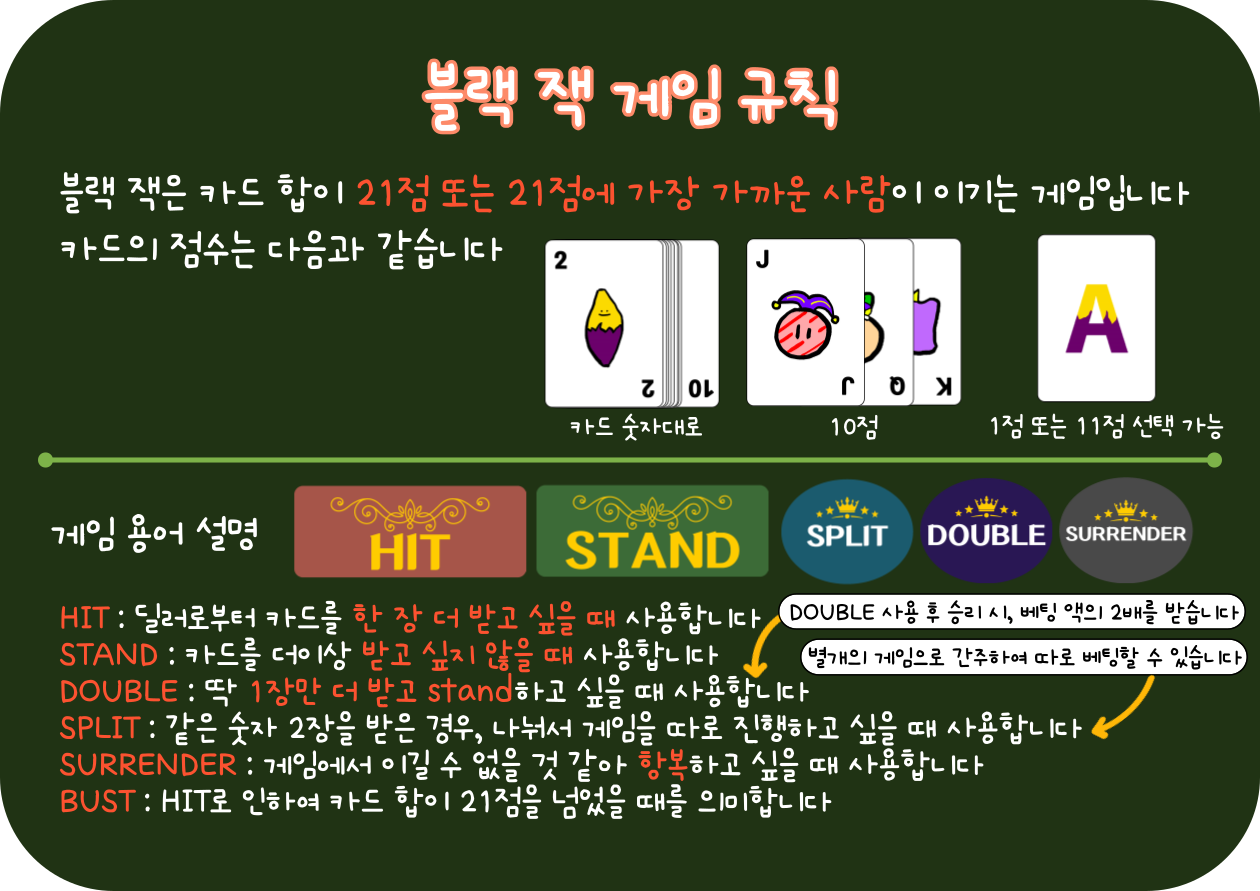 블랙 잭 게임 규칙
블랙 잭은 카드 합이 21점 또는 21점에 가장 가까운 사람이 이기는 게임입니다
카드의 점수는 다음과 같습니다
2
2
10
J
J
Q
K
A
카드 숫자대로
10점
1점 또는 11점 선택 가능
게임 용어 설명
HIT
STAND
SPLIT
DOUBLE
SURRENDER
HIT : 딜러로부터 카드를 한 장 더 받고 싶을 때 사용합니다
DOUBLE 사용 후 승리 시, 베팅 액의 2배를 받습니다
STAND : 카드를 더이상 받고 싶지 않을 때 사용합니다
별개의 게임으로 간주하여 따로 베팅할 수 있습니다
DOUBLE : 딱 1장만 더 받고 stand하고 싶을 때 사용합니다
SPLIT : 같은 숫자 2장을 받은 경우, 나눠서 게임을 따로 진행하고 싶을 때 사용합니다
SURRENDER : 게임에서 이길 수 없을 것 같아 항복하고 싶을 때 사용합니다
BUST : HIT로 인하여 카드 합이 21점을 넘었을 때를 의미합니다